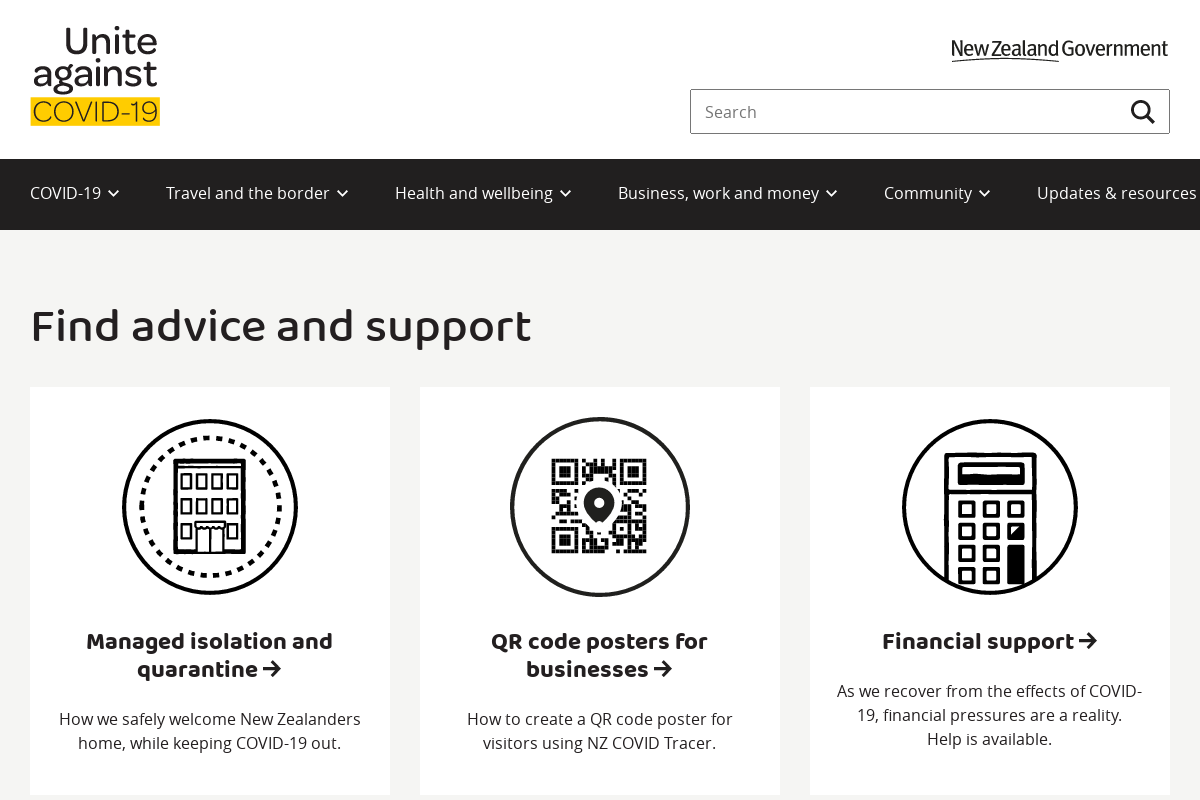 Unite
against
COVID-19
New Zealand Government
Search
COVID-19
Travel and the border
Health and wellbeing
Business, work and money
Community
Updates & resources
Find advice and support
Managed isolation and
quarantine →
How we safely welcome New Zealanders
home, while keeping COVID-19 out.
QR code posters for
businesses →
How to create a QR code poster for
visitors using NZ COVID Tracer.
Financial support →
As we recover from the effects of COVID-
19, financial pressures are a reality.
Help is available.